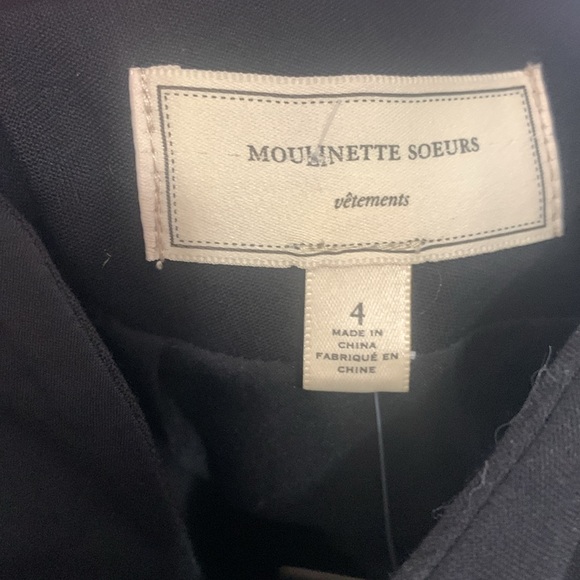 MOULINETTE SOEURS
vêtements
4
MADE IN
CHINA
FABRIQUÉ EN
CHINE